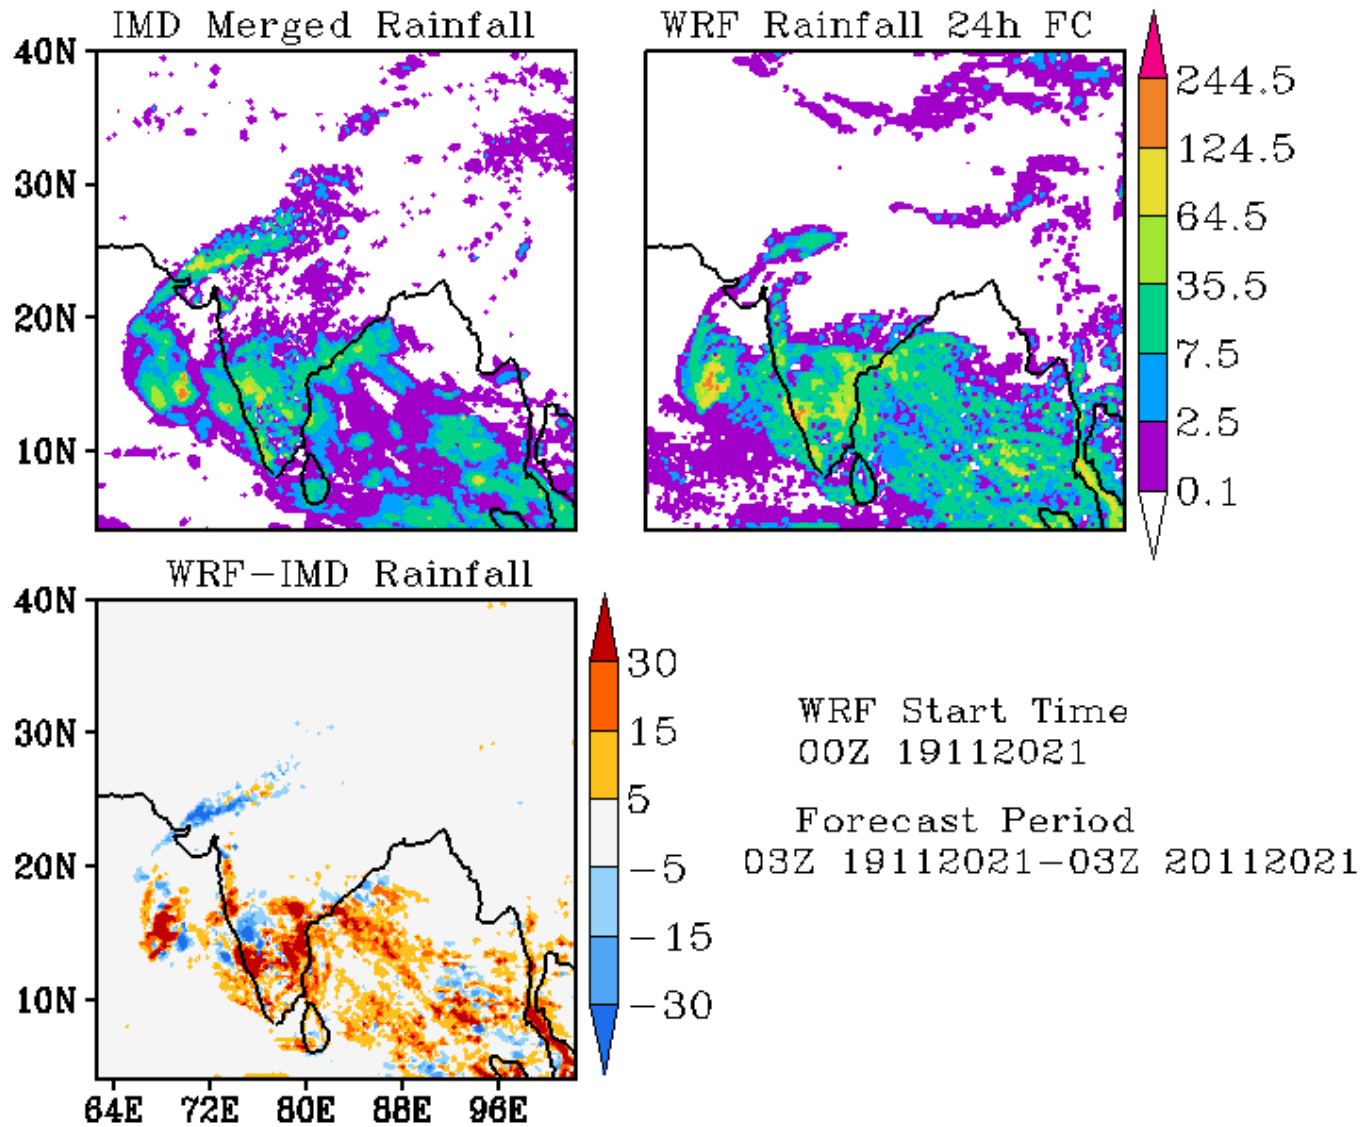 IMD Merged Rainfall
40N
30N
20N
10N
WRF Rainfall 24h FC
244.5
124.5
64.5
35.5
7.5
2.5
0.1
WRF-IMD Rainfall
40N
30N
20N
10N
64E 72E 80E 88E 96E
30
15
5
-5
-15
-30
WRF Start Time
00Z 19112021
Forecast Period
03Z 19112021-03Z 20112021